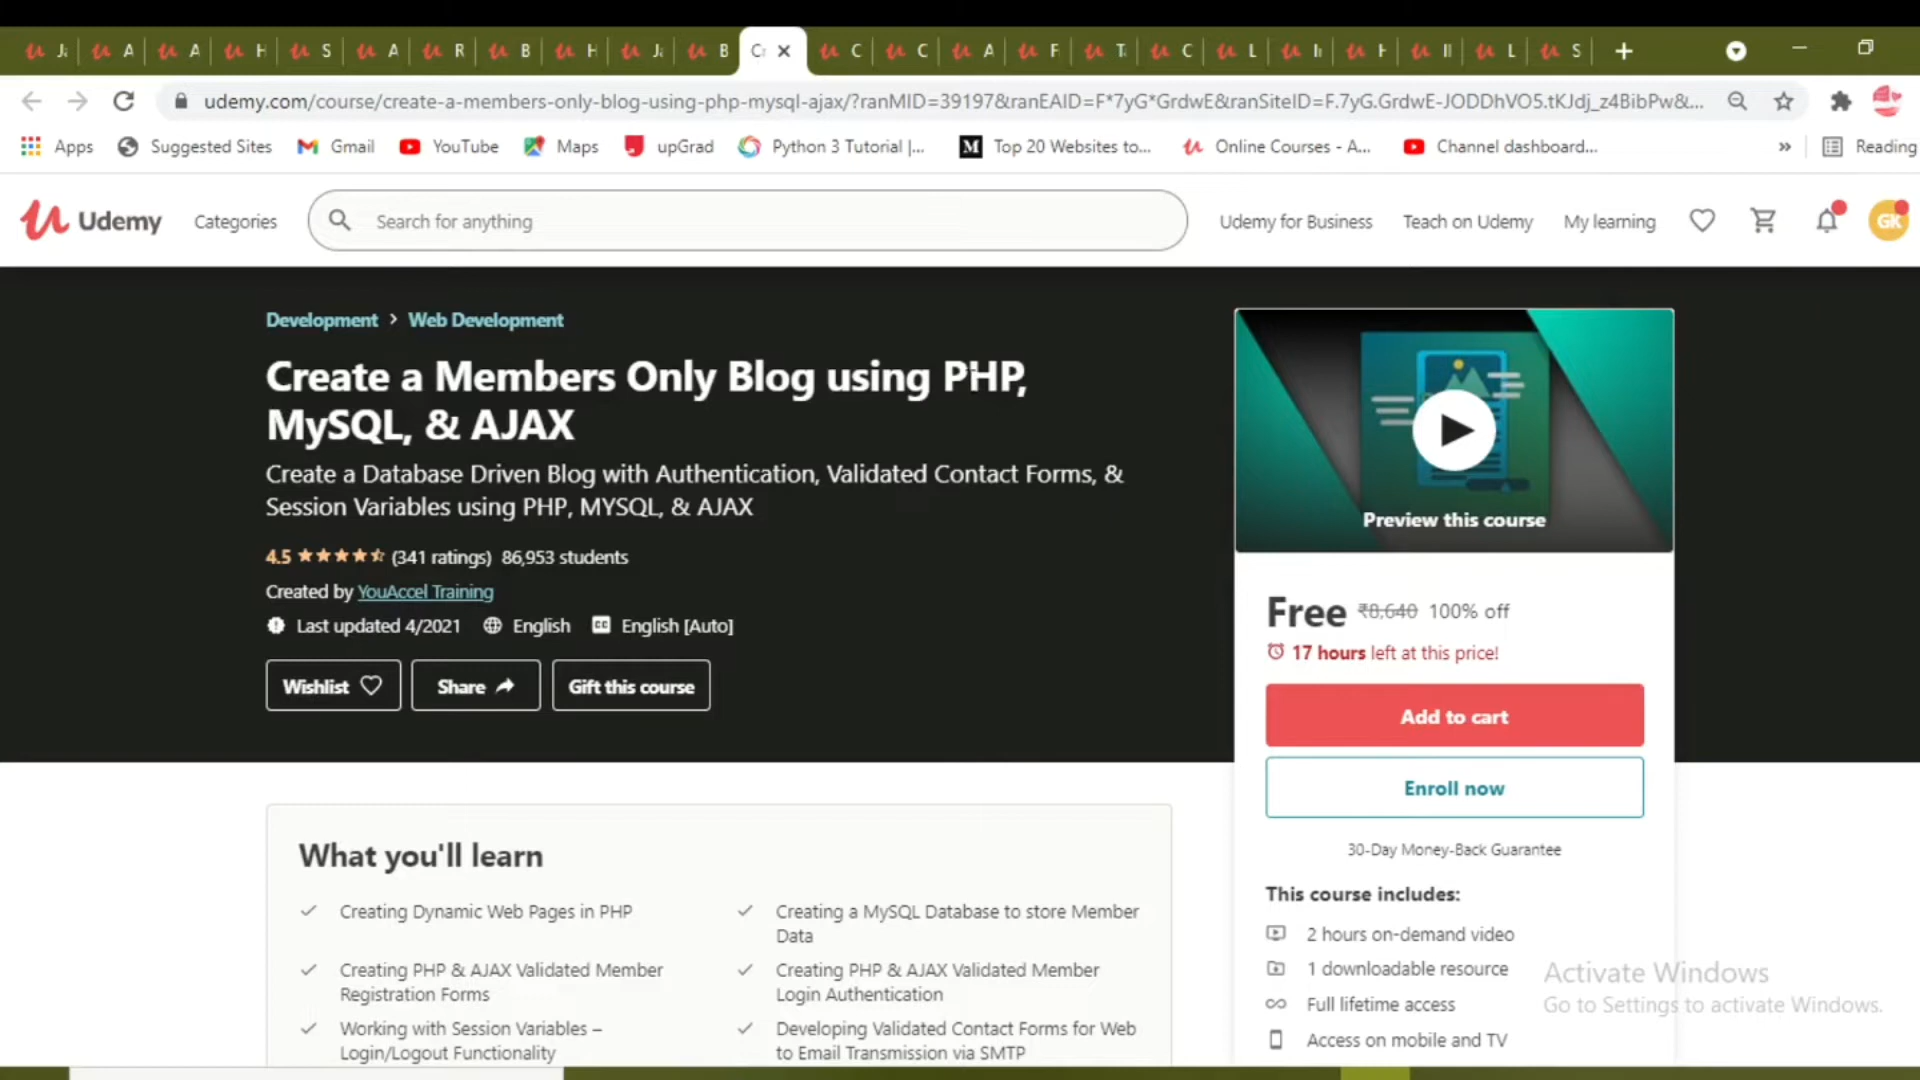 J A A H S A R B H J B C C C A F T C L I H I L S
udemy.com/course/create-a-members-only-blog-using-php-mysql-ajax/?ranMID=39197&ranEAID=F*7yG*GrdwE&ranSiteID=F.7yG.GrdwE-JODDhVO5.tKJdj_z4BibPw&...
Apps Suggested Sites Gmail YouTube Maps upGrad Python 3 Tutorial |... Top 20 Websites to... Online Courses - A... Channel dashboard... » Reading
Udemy Categories Search for anything Udemy for Business Teach on Udemy My learning GK
Development > Web Development
Create a Members Only Blog using PHP,
MySQL, & AJAX
Create a Database Driven Blog with Authentication, Validated Contact Forms, &
Session Variables using PHP, MYSQL, & AJAX
4.5 (341 ratings) 86,953 students
Created by YouAccel Training
Last updated 4/2021 English CC English [Auto]
Wishlist Share Gift this course
Preview this course
Free ₹8,640 100% off
17 hours left at this price!
Add to cart
Enroll now
30-Day Money-Back Guarantee
This course includes:
2 hours on-demand video
1 downloadable resource
Full lifetime access
Access on mobile and TV
What you'll learn
Creating Dynamic Web Pages in PHP
Creating PHP & AJAX Validated Member
Registration Forms
Working with Session Variables –
Login/Logout Functionality
Creating a MySQL Database to store Member
Data
Creating PHP & AJAX Validated Member
Login Authentication
Developing Validated Contact Forms for Web
to Email Transmission via SMTP
Activate Windows
Go to Settings to activate Windows.